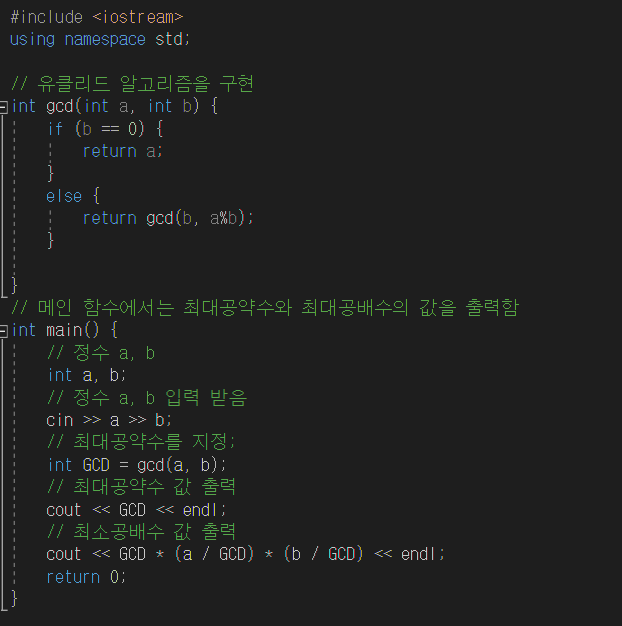 #include <iostream>
using namespace std;
// 유클리드 알고리즘을 구현
int gcd(int a, int b) {
if (b == 0) {
return a;
}
else {
return gcd(b, a%b);
}
}
// 메인 함수에서는 최대공약수와 최대공배수의 값을 출력함
int main() {
// 정수 a, b
int a, b;
// 정수 a, b 입력 받음
cin >> a >> b;
// 최대공약수를 지정;
int GCD = gcd(a, b);
// 최대공약수 값 출력
cout << GCD << endl;
// 최소공배수 값 출력
cout << GCD * (a / GCD) * (b / GCD) << endl;
return 0;
}